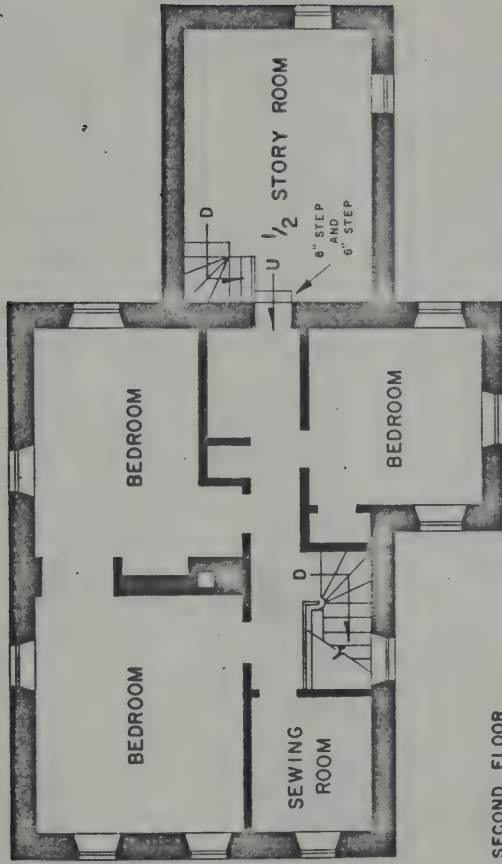 BEDROOM
BEDROOM
SEWING
ROOM
D
BEDROOM
D
U
1/2 STORY ROOM
8" STEP
AND
6" STEP
SECOND FLOOR